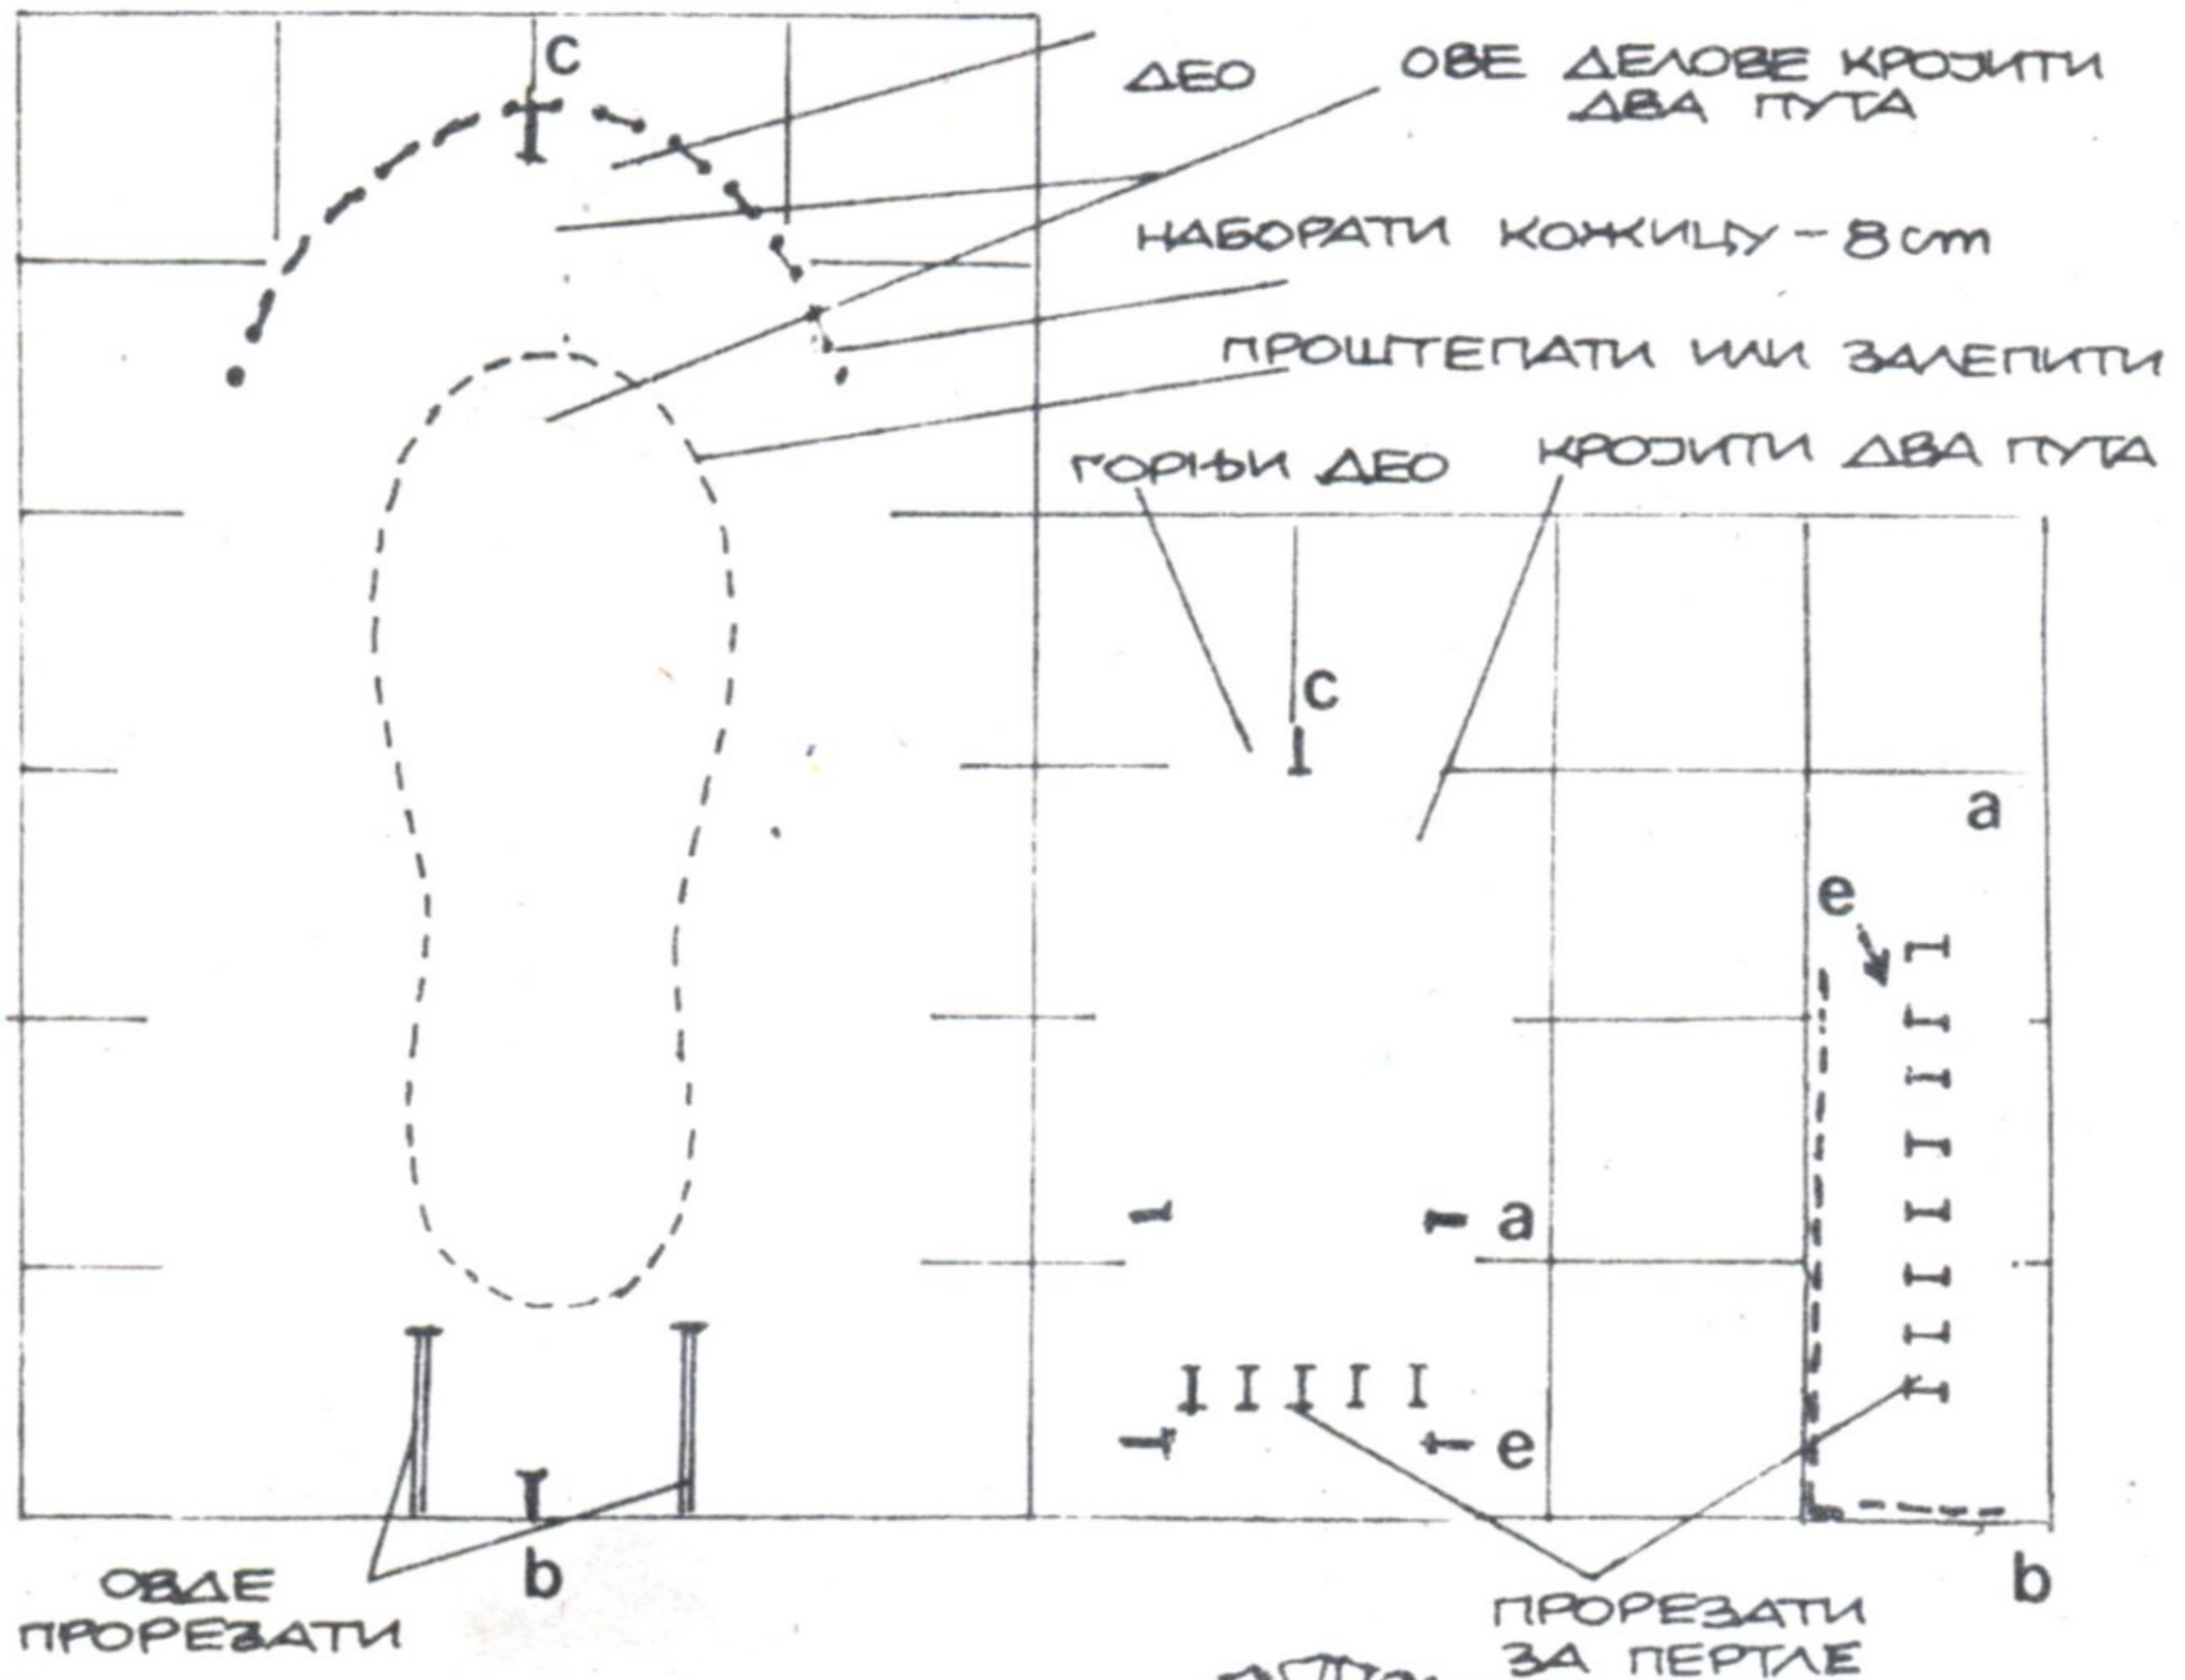 c
ДЕО
ОВЕ ДЕЛОВЕ КРОЈИТИ
ДВА ПУТА
НАБОРАТИ КОЖИЦУ - 8 cm
ПРОШТЕПАТИ ИЛИ ЗАЛЕПИТИ
ГОРЊИ ДЕО
КРОЈИТИ ДВА ПУТА
c
a
e
a
e
b
b
ОВДЕ
ПРОРЕЗАТИ
ПРОРЕЗАТИ
ЗА ПЕРТЛЕ